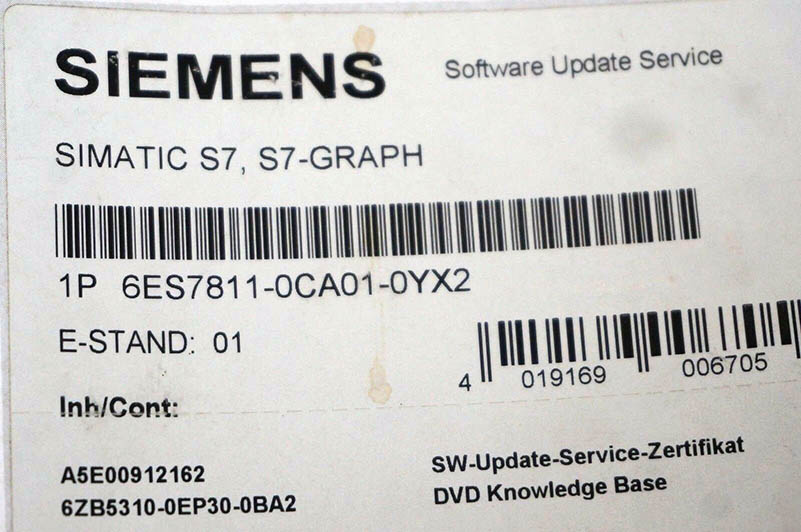 SIEMENS Software Update Service
SIMATIC S7, S7-GRAPH
1P 6ES7811-0CA01-0YX2
E-STAND: 01
4 019169 006705
Inh/Cont:
A5E00912162 SW-Update-Service-Zertifikat
6ZB5310-0EP30-0BA2 DVD Knowledge Base